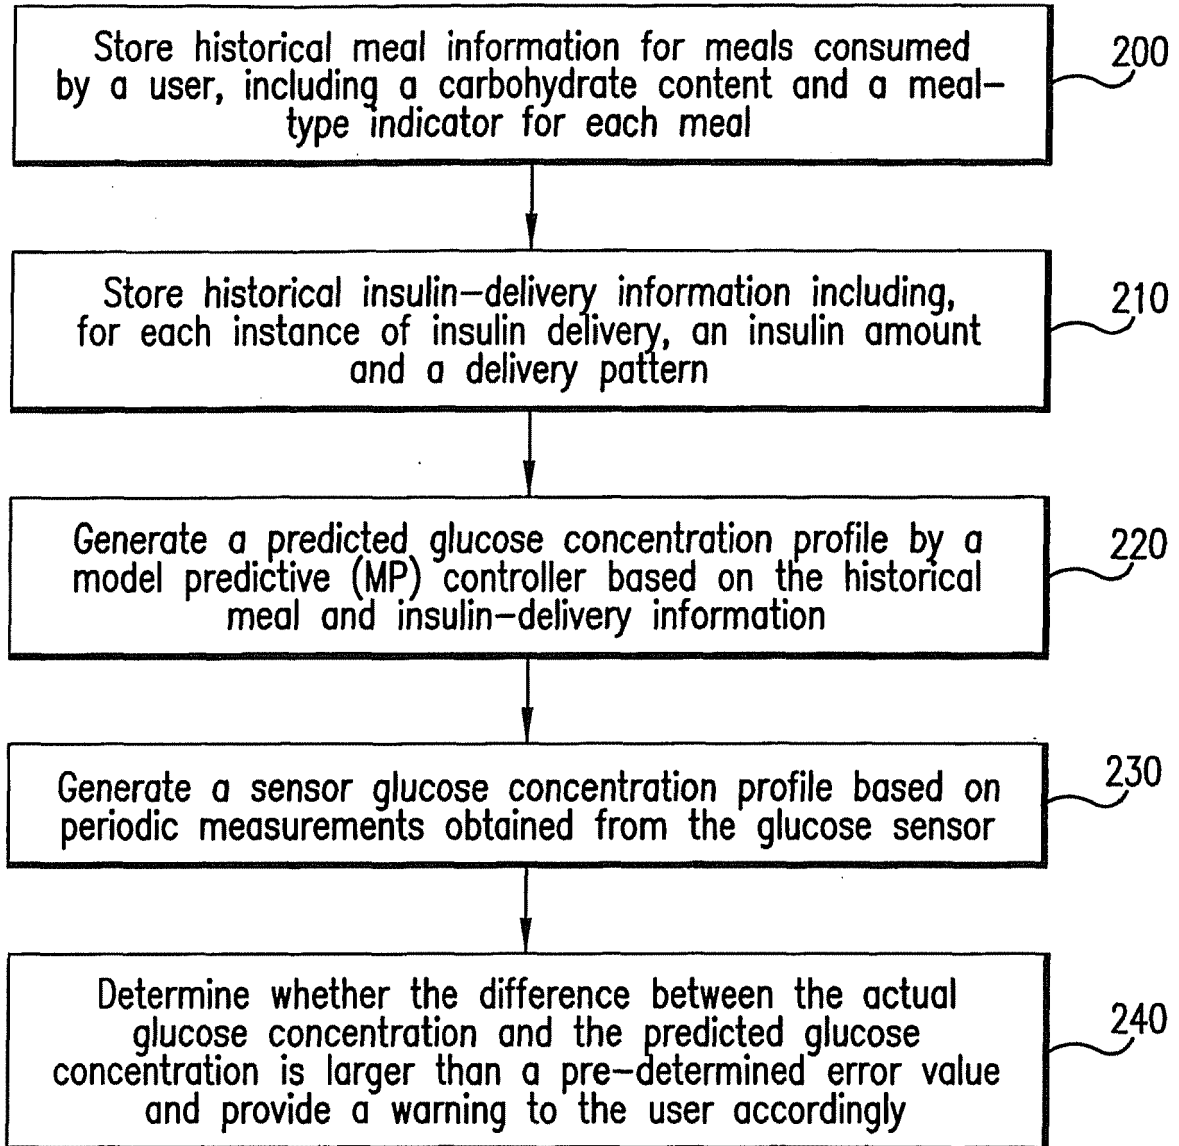 Store historical meal information for meals consumed
by a user, including a carbohydrate content and a meal-
type indicator for each meal
200
Store historical insulin-delivery information including,
for each instance of insulin delivery, an insulin amount
and a delivery pattern
210
Generate a predicted glucose concentration profile by a
model predictive (MP) controller based on the historical
meal and insulin-delivery information
220
Generate a sensor glucose concentration profile based on
periodic measurements obtained from the glucose sensor
230
Determine whether the difference between the actual
glucose concentration and the predicted glucose
concentration is larger than a pre-determined error value
and provide a warning to the user accordingly
240